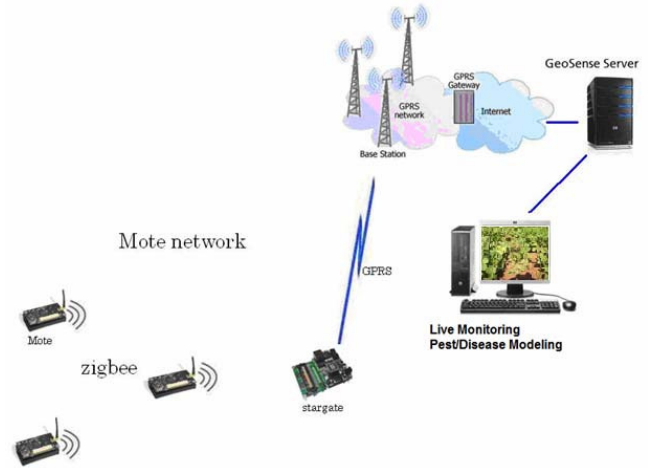 GeoSense Server
GPRS
Gateway
GPRS
network
Internet
Base Station
Mote network
GPRS
Mote
zigbee
stargate
Live Monitoring
Pest/Disease Modeling